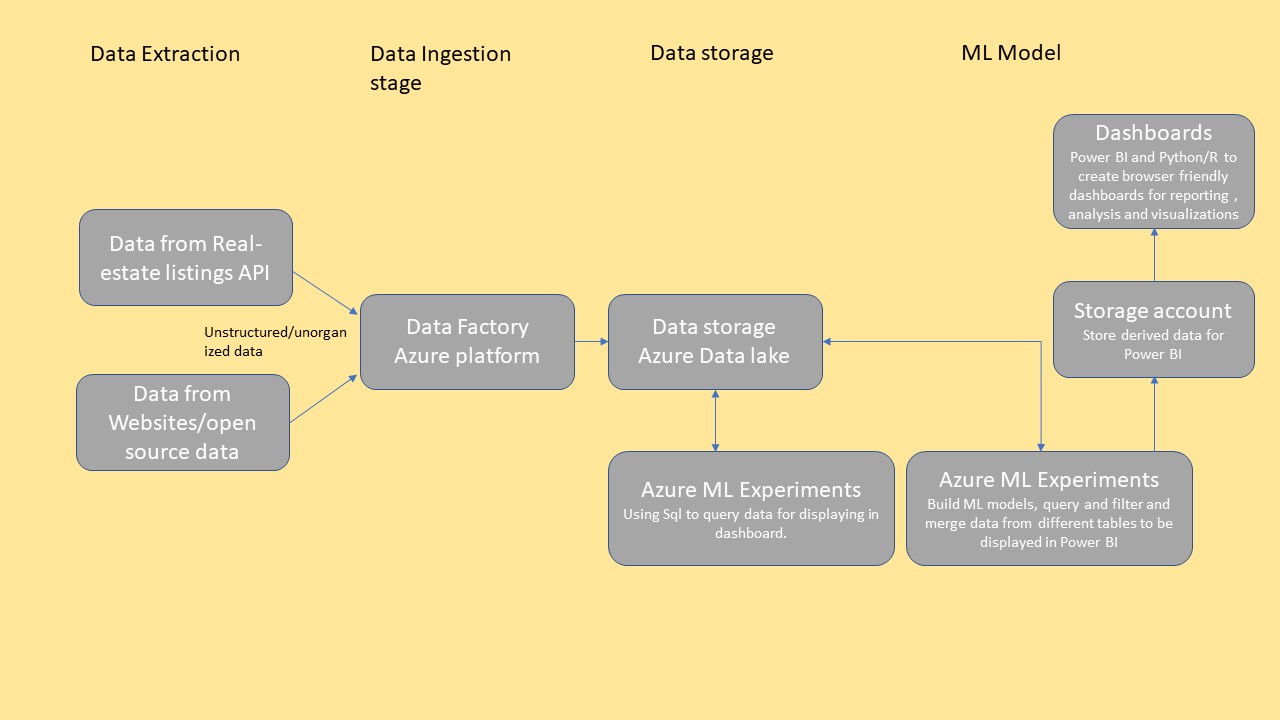 Data Extraction
Data Ingestion
stage
Data storage
ML Model
Data from Real-
estate listings API
Unstructured/unorgan
ized data
Data from
Websites/open
source data
Data Factory
Azure platform
Data storage
Azure Data lake
Azure ML Experiments
Using Sql to query data for displaying in
dashboard.
Azure ML Experiments
Build ML models, query and filter and
merge data from different tables to be
displayed in Power BI
Storage account
Store derived data for
Power BI
Dashboards
Power BI and Python/R to
create browser friendly
dashboards for reporting ,
analysis and visualizations